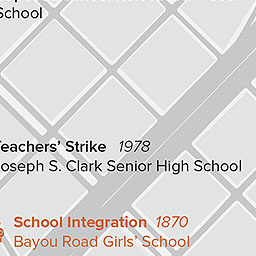 School
Teachers' Strike 1978
Joseph S. Clark Senior High School
School Integration 1870
Bayou Road Girls' School